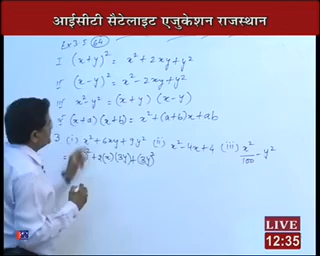 आईसीटी सैटेलाइट एजुकेशन राजस्थान
Ex 3.5 (64)
I (x+y)² = x²+2xy+y²
II (x-y)² = x²-2xy+y²
III x²-y² = (x+y) (x-y)
IV (x+a)(x+b) = x²+(a+b)x+ab
3 (i) x²+6xy+9y² (ii) x²-4x+4 (iii) x²/100 - y²
² + 2(x)(3y)+(3y)²
LIVE
12:35